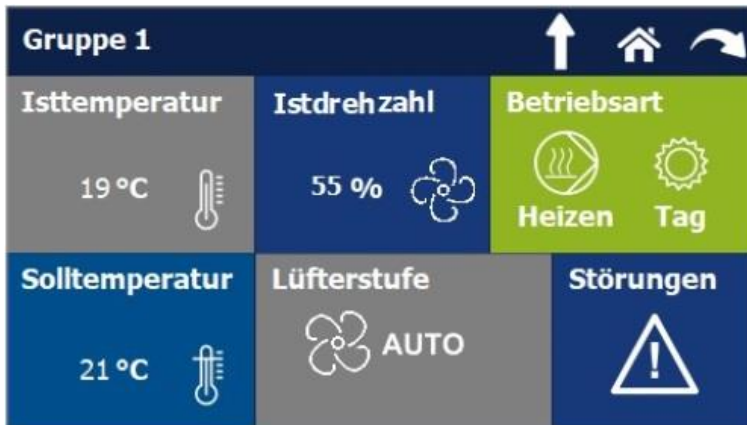 Gruppe 1
Isttemperatur
19 °C
Istdrehzahl
55 %
Betriebsart
Heizen
Tag
Solltemperatur
21 °C
Lüfterstufe
AUTO
Störungen
!